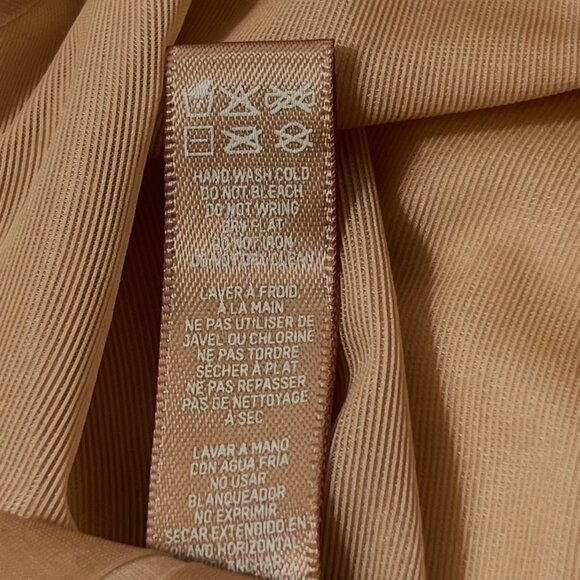 HAND WASH COLD
DO NOT BLEACH
DO NOT WRING
DRY FLAT
DO NOT IRON
DO NOT DRY CLEAN
LAVER À FROID,
À LA MAIN
NE PAS UTILISER DE
JAVEL OU CHLORINE
NE PAS TORDRE
SÉCHER À PLAT
NE PAS REPASSER
PAS DE NETTOYAGE
À SEC
LAVAR A MANO
CON AGUA FRÍA
NO USAR
BLANQUEADOR
NO EXPRIMIR
SECAR EXTENDIDO EN
HORIZONTAL